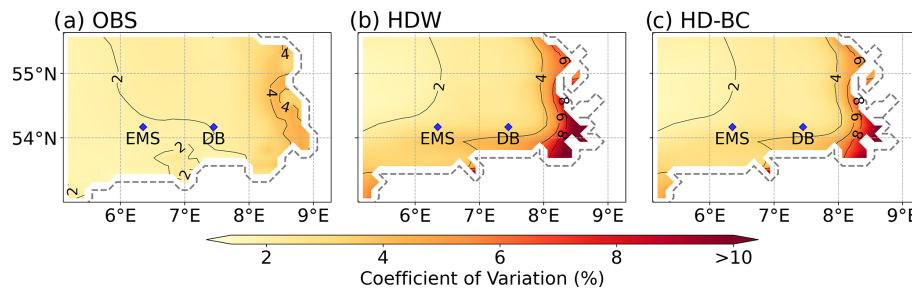 (a) OBS
(b) HDW
(c) HD-BC
55°N
54°N
2
2
2
2
4
4
4
EMS
DB
2
4
6
8
6
8
EMS
DB
2
4
6
8
6
8
EMS
DB
6°E
7°E
8°E
9°E
6°E
7°E
8°E
9°E
6°E
7°E
8°E
9°E
2
4
6
8
>10
Coefficient of Variation (%)